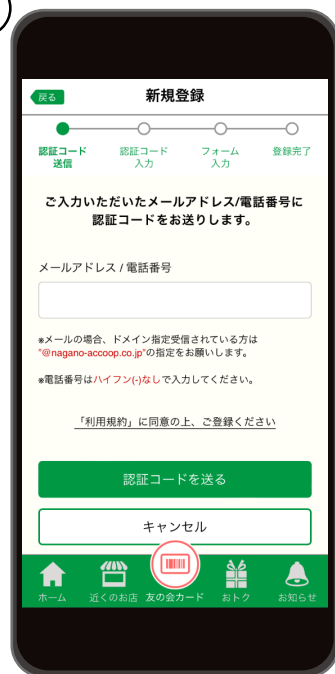 戻る
新規登録
認証コード
送信
認証コード
入力
フォーム
入力
登録完了
ご入力いただいたメールアドレス/電話番号に
認証コードをお送りします。
メールアドレス / 電話番号
※メールの場合、ドメイン指定受信されている方は
"@nagano-accoop.co.jp"の指定をお願いします。
※電話番号はハイフン(-)なしで入力してください。
「利用規約」に同意の上、ご登録ください
認証コードを送る
キャンセル
ホーム
近くのお店
友の会カード
おトク
お知らせ